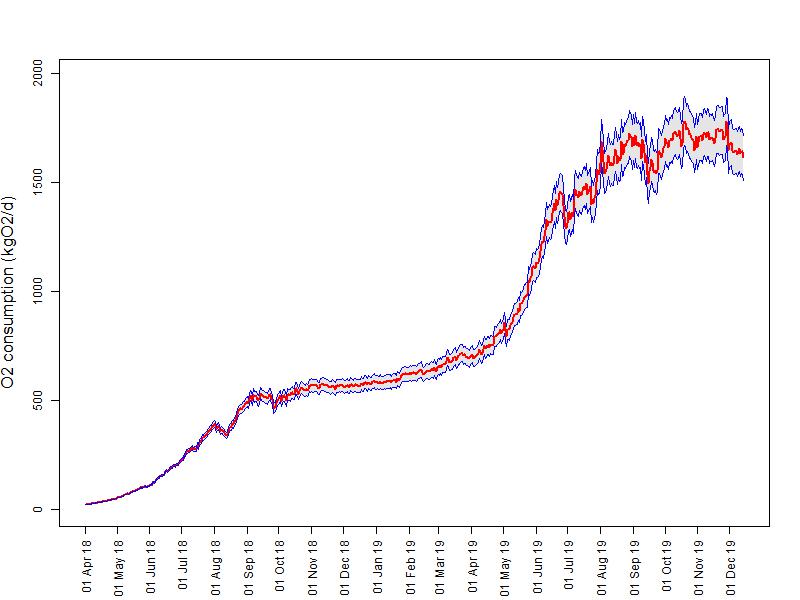 O2 consumption (kgO2/d)
2000
1500
1000
500
0
01 Apr 18
01 May 18
01 Jun 18
01 Jul 18
01 Aug 18
01 Sep 18
01 Oct 18
01 Nov 18
01 Dec 18
01 Jan 19
01 Feb 19
01 Mar 19
01 Apr 19
01 May 19
01 Jun 19
01 Jul 19
01 Aug 19
01 Sep 19
01 Oct 19
01 Nov 19
01 Dec 19